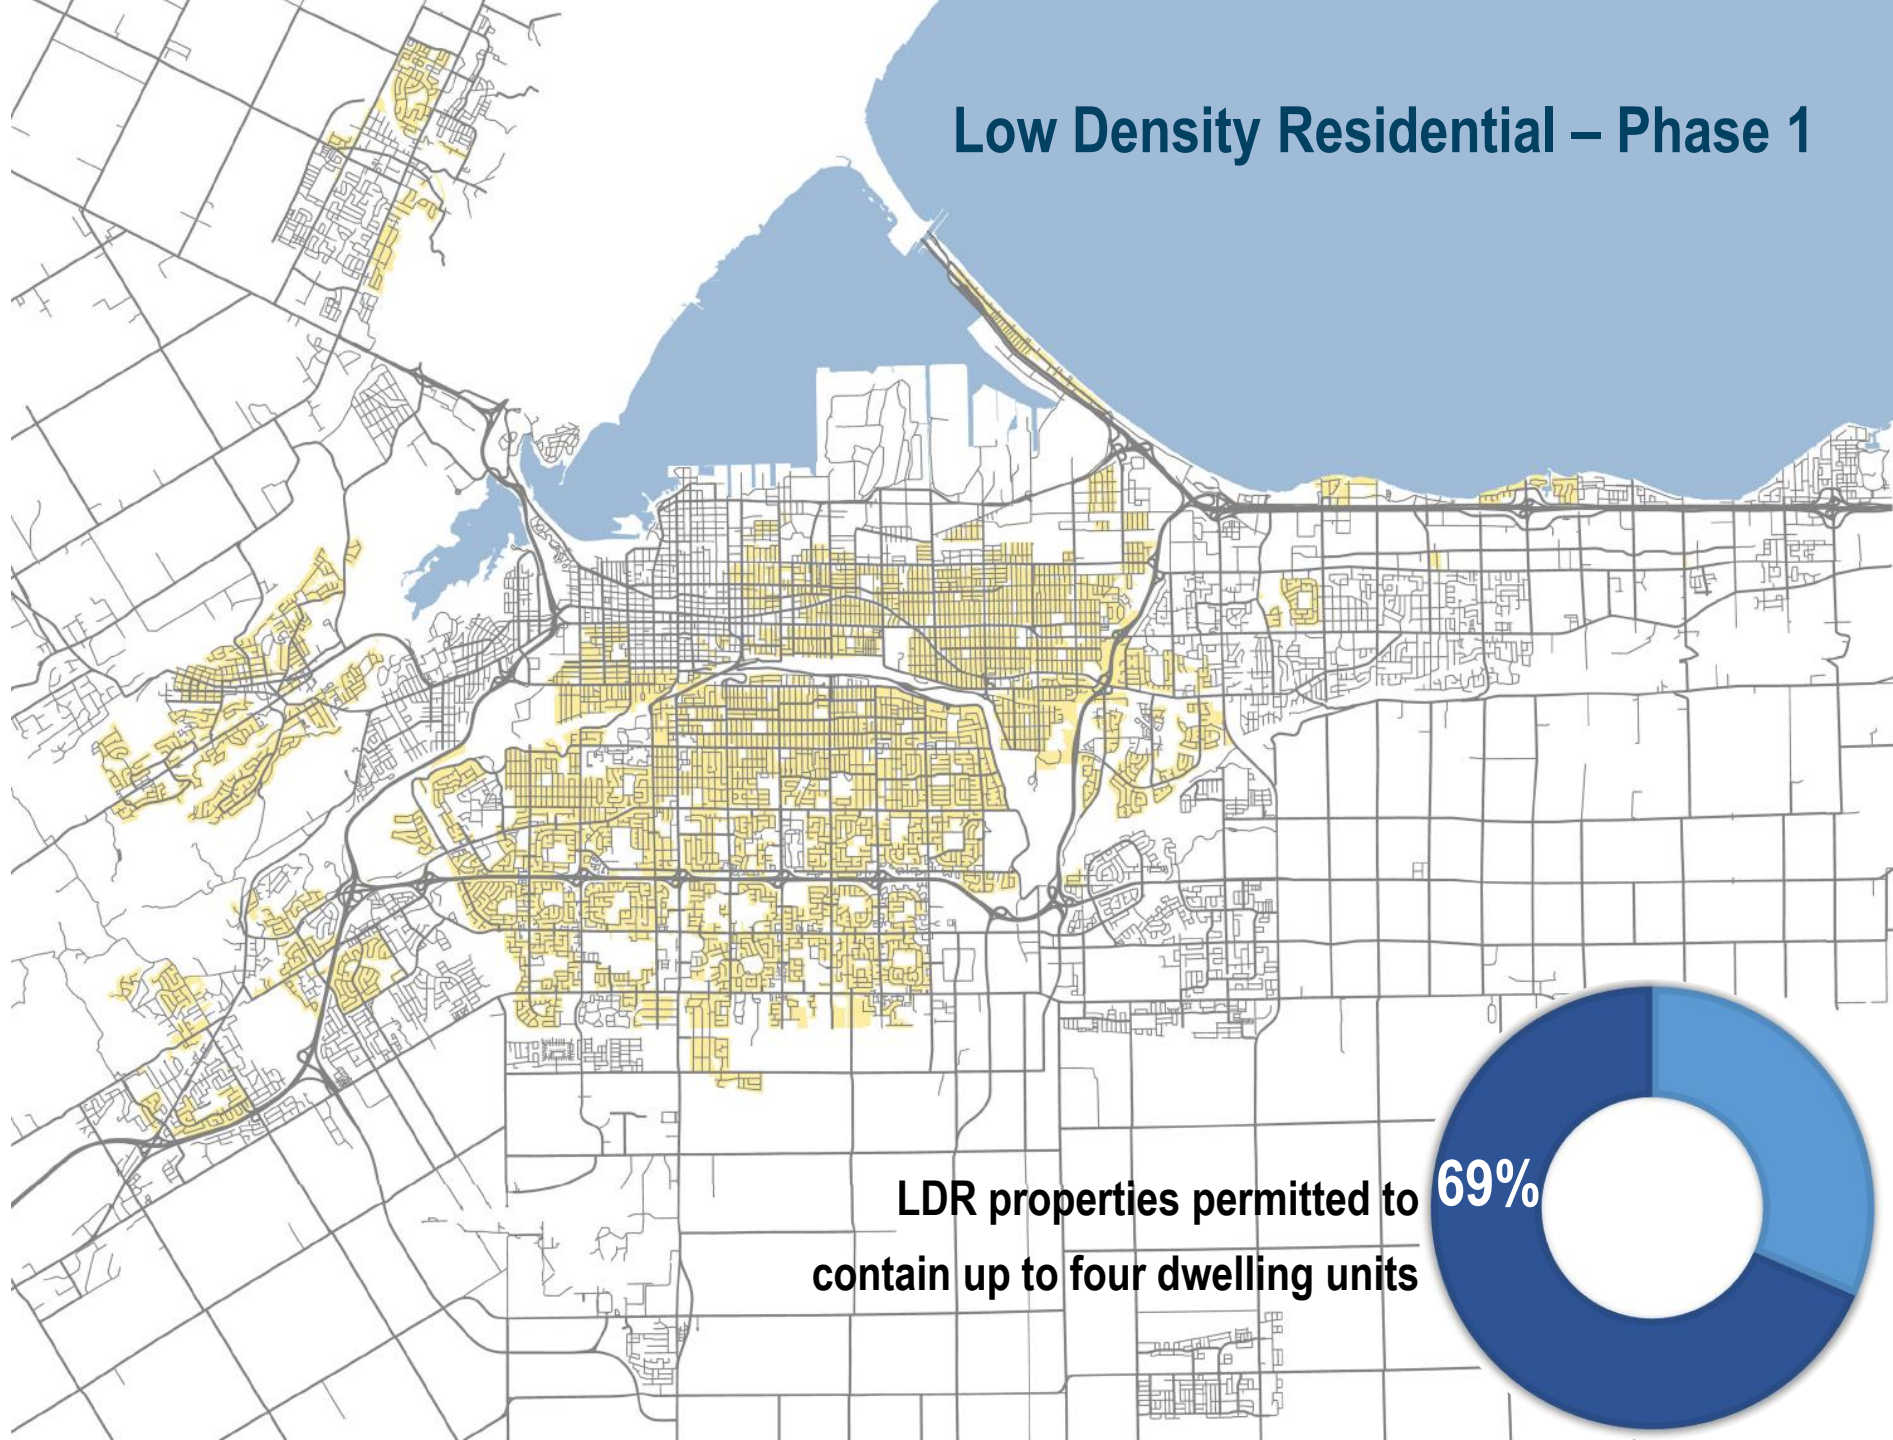 Low Density Residential – Phase 1
LDR properties permitted to
contain up to four dwelling units
69%